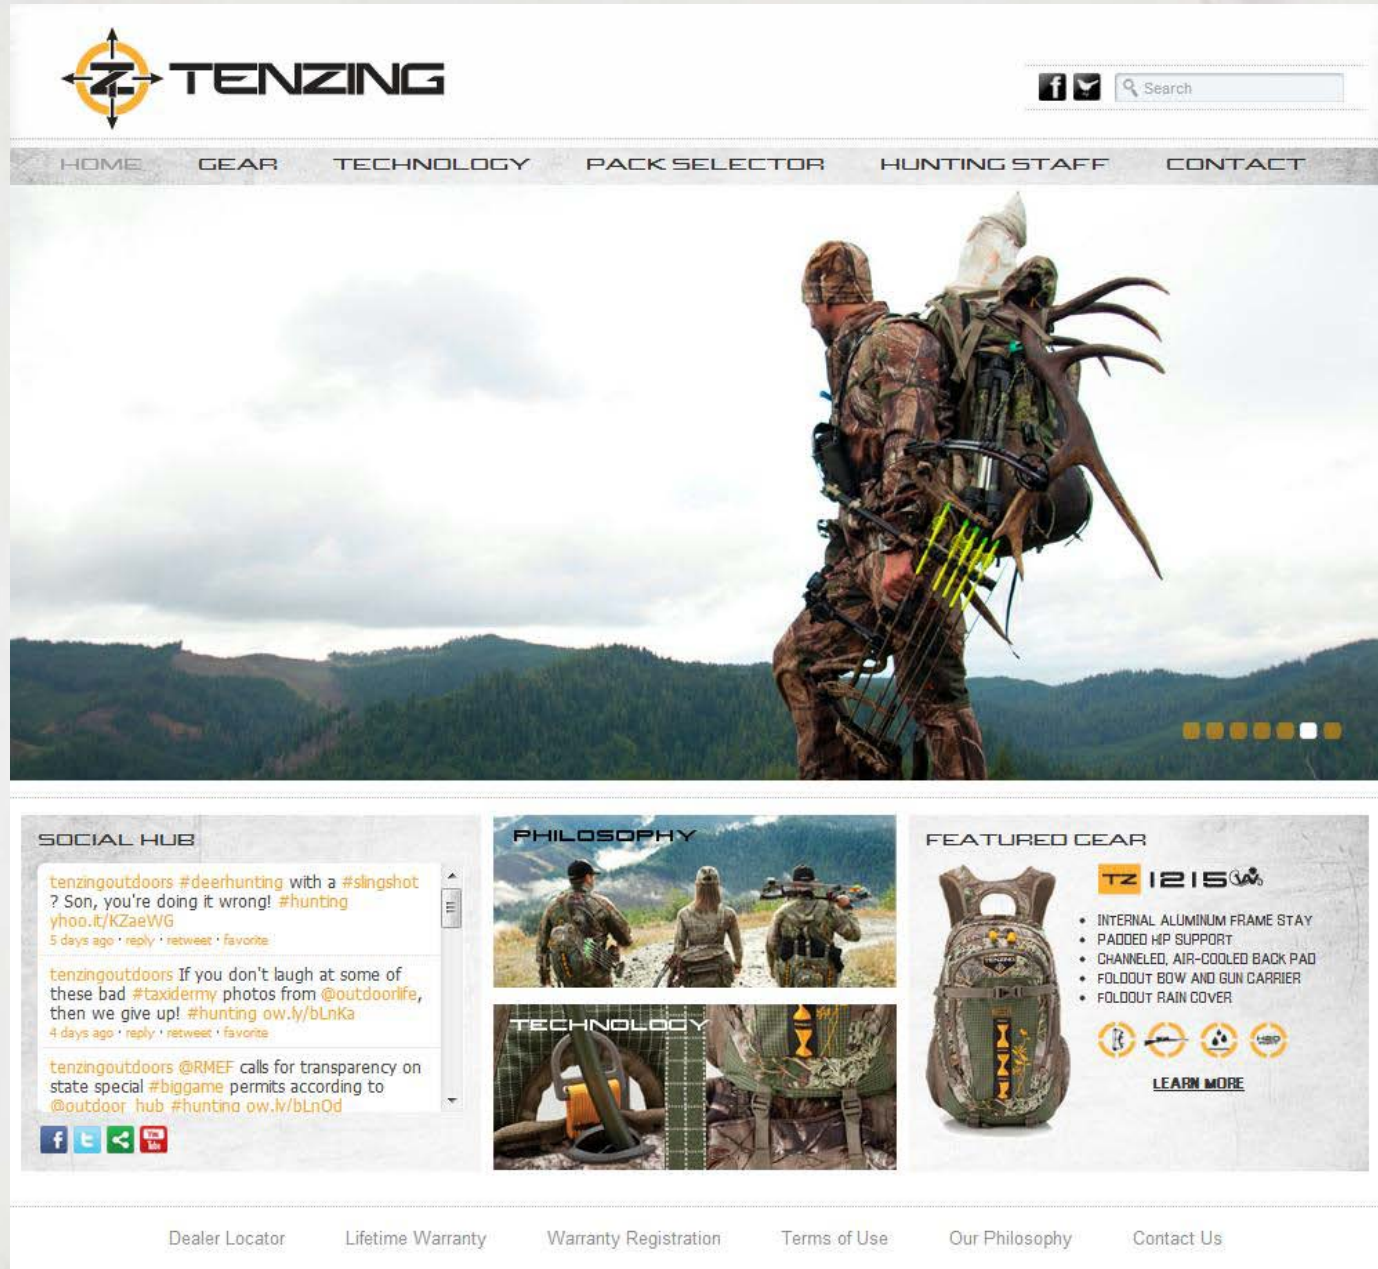 TENZING
Search
HOME GEAR TECHNOLOGY PACK SELECTOR HUNTING STAFF CONTACT
SOCIAL HUB
tenzingoutdoors #deerhunting with a #slingshot
? Son, you're doing it wrong! #hunting
yhoo.it/KZaeWG
5 days ago · reply · retweet · favorite
tenzingoutdoors If you don't laugh at some of
these bad #taxidermy photos from @outdoorlife,
then we give up! #hunting ow.ly/bLnKa
4 days ago · reply · retweet · favorite
tenzingoutdoors @RMEF calls for transparency on
state special #biggame permits according to
@outdoor_hub #hunting ow.ly/bLnOd
You
Tube
PHILOSOPHY
TECHNOLOGY
FEATURED GEAR
TZ 1215
TENZING
• INTERNAL ALUMINUM FRAME STAY
• PADDED HIP SUPPORT
• CHANNELED, AIR-COOLED BACK PAD
• FOLDOUT BOW AND GUN CARRIER
• FOLDOUT RAIN COVER
H2O
LEARN MORE
Dealer Locator Lifetime Warranty Warranty Registration Terms of Use Our Philosophy Contact Us